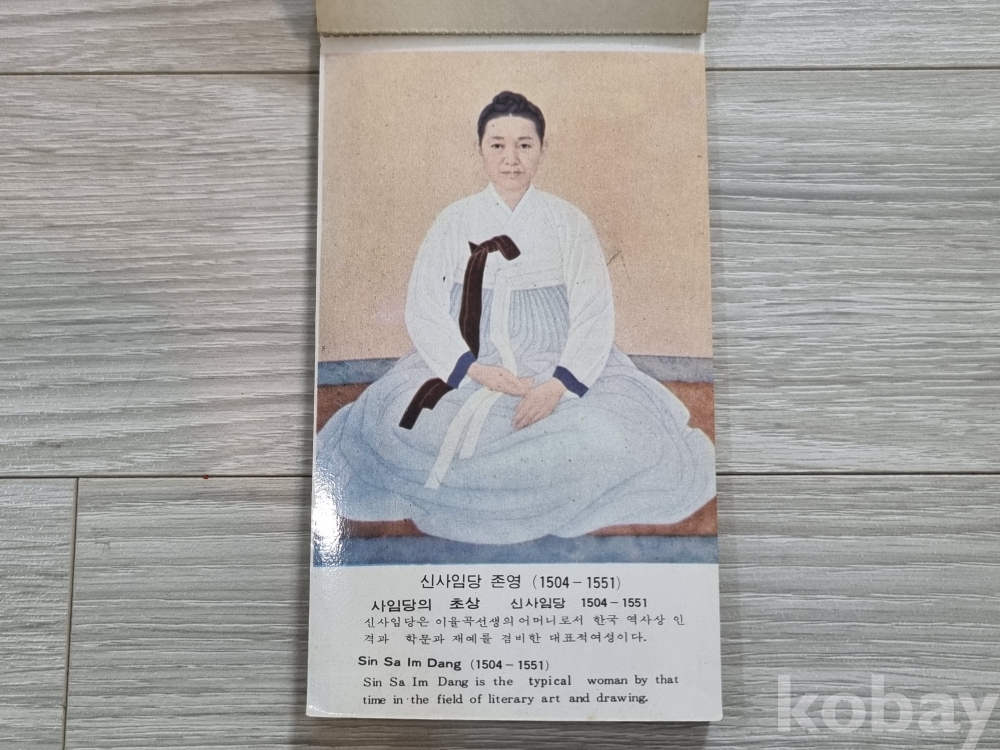 신사임당 존영 (1504-1551)
사임당의 초상 신사임당 1504-1551
신사임당은 이율곡선생의어머니로서 한국 역사상 인
격과 학문과 재예를 겸비한 대표적여성이다.
Sin Sa Im Dang (1504-1551)
Sin Sa Im Dang is the typical woman by that
time in the field of literary art and drawing.
kobay